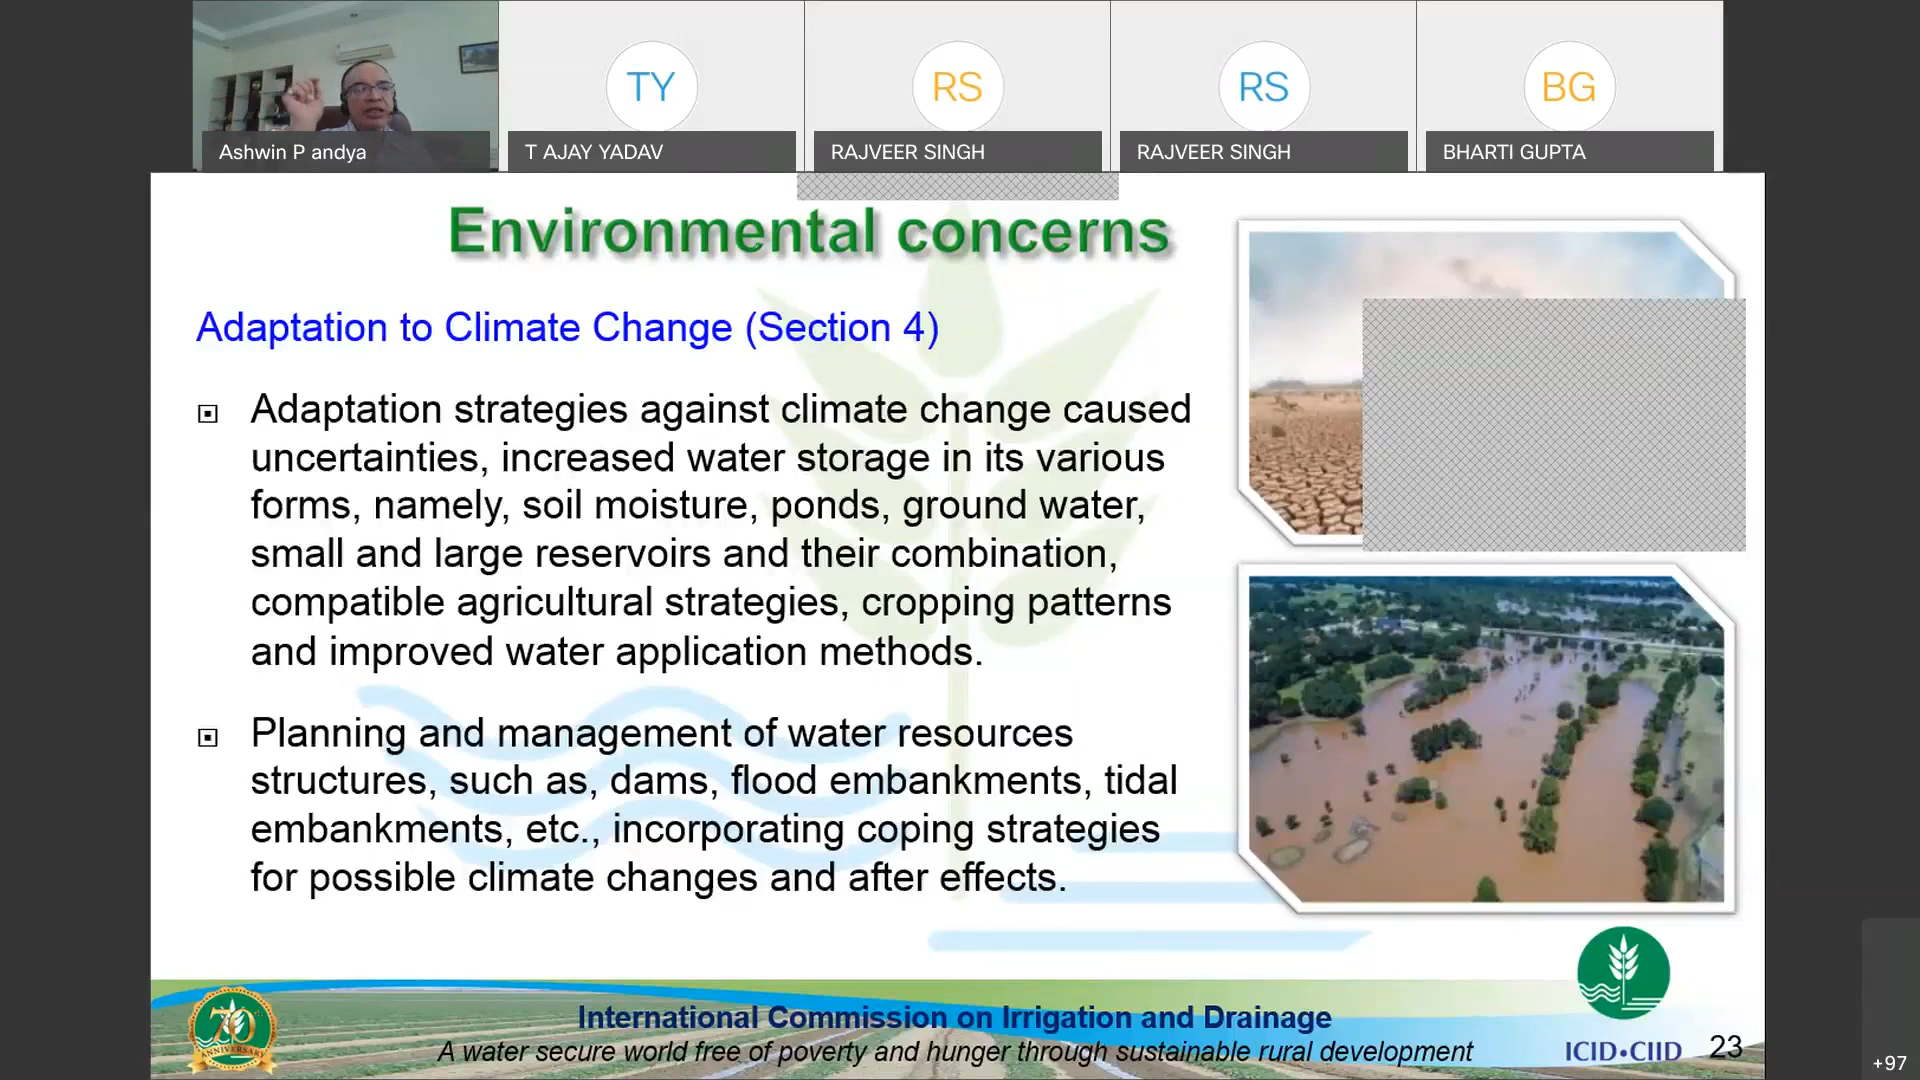 Ashwin P andya
TY
T AJAY YADAV
RS
RAJVEER SINGH
RS
RAJVEER SINGH
BG
BHARTI GUPTA
Environmental concerns
Adaptation to Climate Change (Section 4)
Adaptation strategies against climate change caused
uncertainties, increased water storage in its various
forms, namely, soil moisture, ponds, ground water,
small and large reservoirs and their combination,
compatible agricultural strategies, cropping patterns
and improved water application methods.
Planning and management of water resources
structures, such as, dams, flood embankments, tidal
embankments, etc., incorporating coping strategies
for possible climate changes and after effects.
70
ANNIVERSARY
International Commission on Irrigation and Drainage
A water secure world free of poverty and hunger through sustainable rural development
ICID•CIID
23
+97